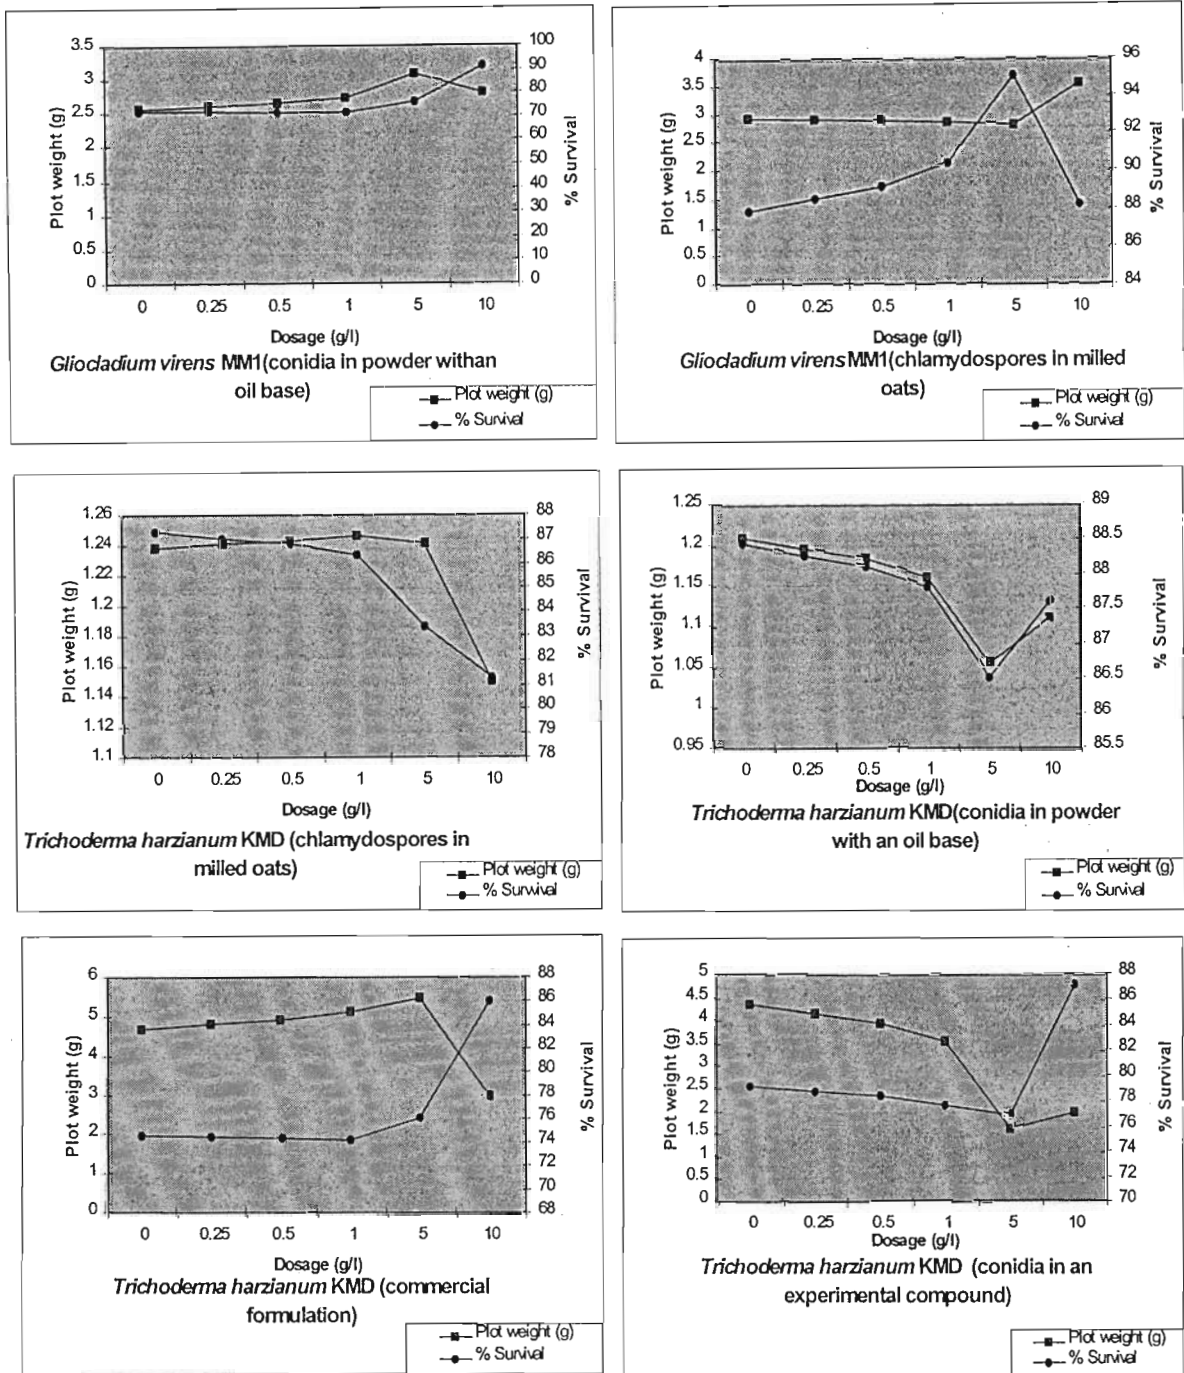 3.5
3
2.5
2
1.5
1
0.5
0
Plot weight (g)
100
90
80
70
60
50
40
30
20
10
0
% Survival
0 0.25 0.5 1 5 10
Dosage (g/l)
Gliocladium virens MM1(conidia in powder withan
oil base)
Plot weight (g)
% Survival
4
3.5
3
2.5
2
1.5
1
0.5
0
Plot weight (g)
96
94
92
90
88
86
84
% Survival
0 0.25 0.5 1 5 10
Dosage (g/l)
Gliocladium virens MM1(chlamydospores in milled
oats)
Plot weight (g)
% Survival
1.26
1.24
1.22
1.2
1.18
1.16
1.14
1.12
1.1
Plot weight (g)
88
87
86
85
84
83
82
81
80
79
78
% Survival
0 0.25 0.5 1 5 10
Dosage (g/l)
Trichoderma harzianum KMD (chlamydospores in
milled oats)
Plot weight (g)
% Survival
1.25
1.2
1.15
1.1
1.05
1
0.95
Plot weight (g)
89
88.5
88
87.5
87
86.5
86
85.5
% Survival
0 0.25 0.5 1 5 10
Dosage (g/l)
Trichoderma harzianum KMD(conidia in powder
with an oil base)
Plot weight (g)
% Survival
6
5
4
3
2
1
0
Plot weight (g)
88
86
84
82
80
78
76
74
72
70
68
% Survival
0 0.25 0.5 1 5 10
Dosage (g/l)
Trichoderma harzianum KMD (commercial
formulation)
Plot weight (g)
% Survival
5
4.5
4
3.5
3
2.5
2
1.5
1
0.5
0
Plot weight (g)
88
86
84
82
80
78
76
74
72
70
% Survival
0 0.25 0.5 1 5 10
Dosage (g/l)
Trichoderma harzianum KMD (conidia in an
experimental compound)
Plot weight (g)
% Survival